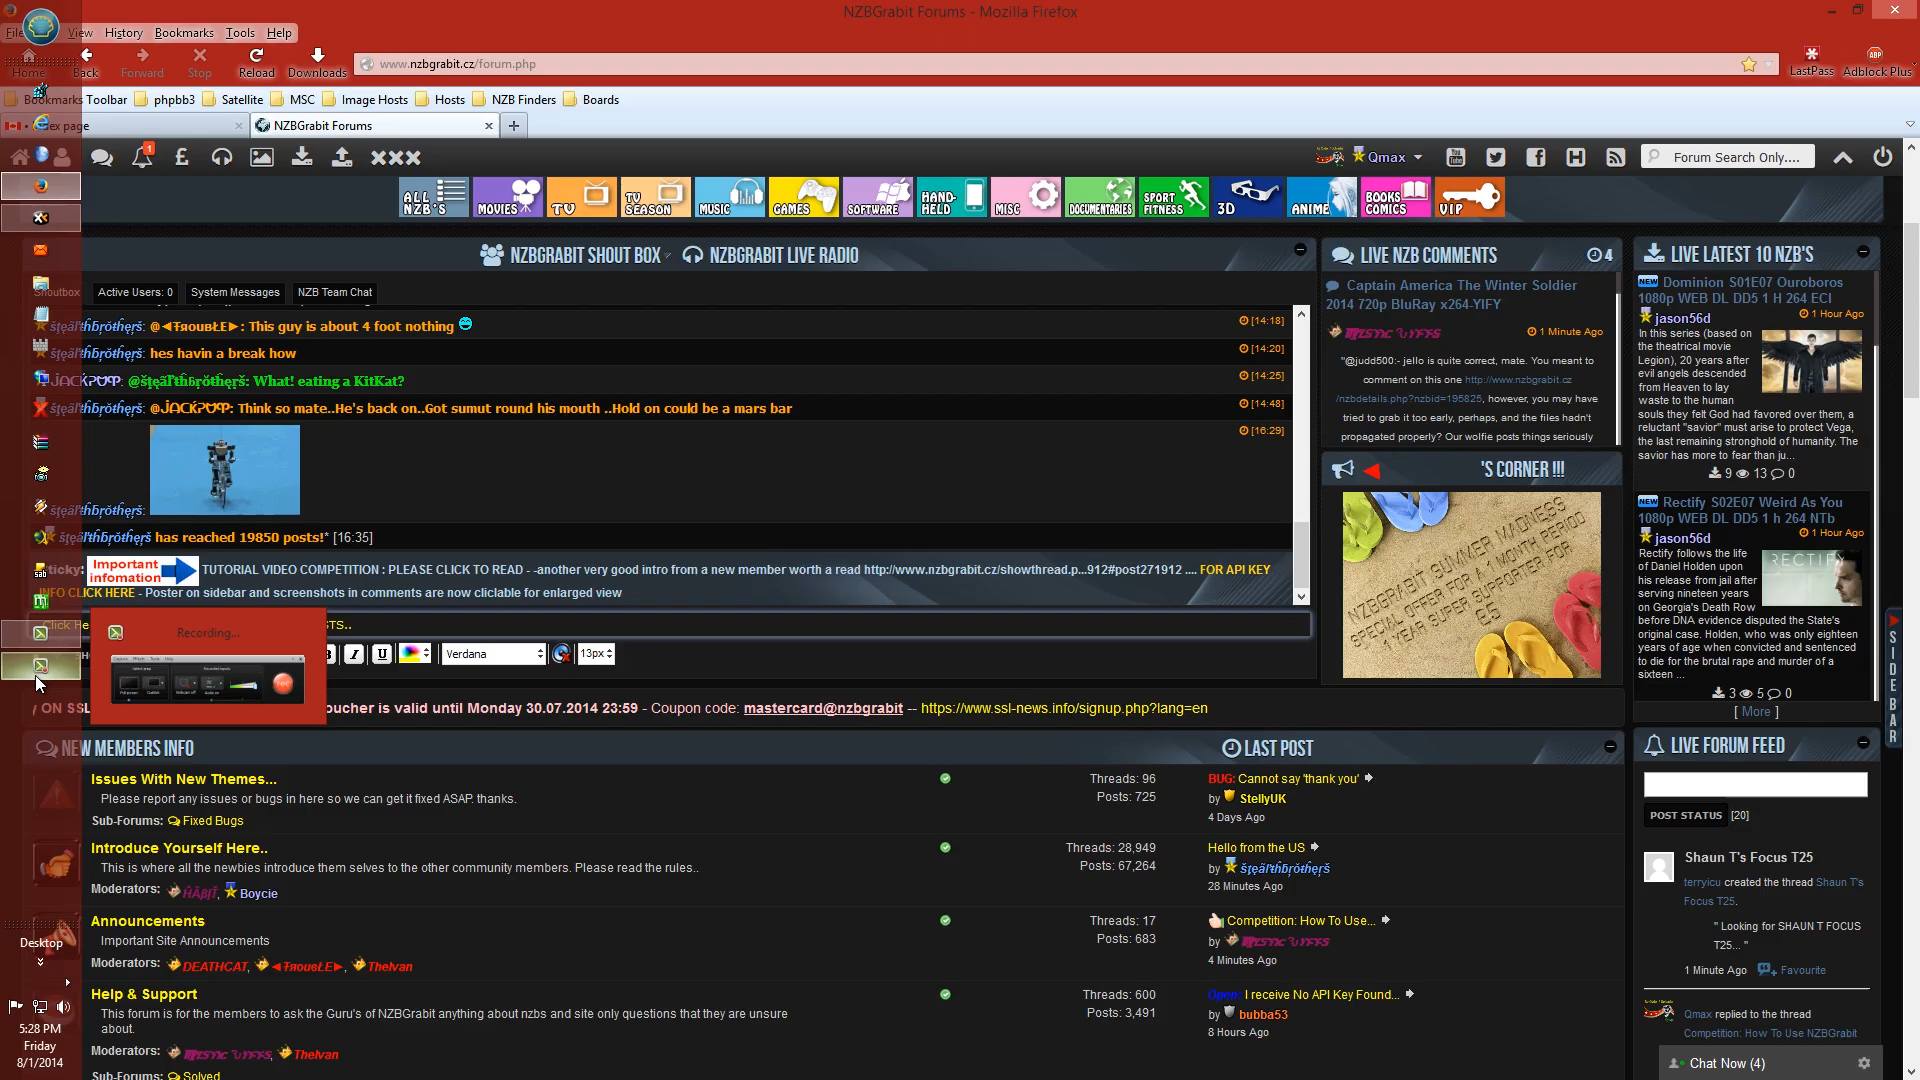 NZBGrabit Forums - Mozilla Firefox
View History Bookmarks Tools Help
Home Back Forward Stop Reload Downloads
www.nzbgrabit.cz/forum.php
LastPass Adblock Plus
Bookmarks Toolbar phpbb3 Satellite MSC Image Hosts Hosts NZB Finders Boards
ex page
NZBGrabit Forums
1
Qmax
Forum Search Only....
ALL NZB'S MOVIES TV TV SEASON MUSIC GAMES SOFTWARE HAND-HELD MISC DOCUMENTARIES SPORT FITNESS 3D ANIME BOOKS COMICS VIP
NZBGRABIT SHOUT BOX NZBGRABIT LIVE RADIO
Shoutbox Active Users: 0 System Messages NZB Team Chat
This guy is about 4 foot nothing [14:18]
hes havin a break how [14:20]
What! eating a KitKat? [14:25]
Think so mate..He's back on..Got sumut round his mouth ..Hold on could be a mars bar [14:48]
[16:29]
has reached 19850 posts!* [16:35]
ticky: Important infomation TUTORIAL VIDEO COMPETITION : PLEASE CLICK TO READ - -another very good intro from a new member worth a read http://www.nzbgrabit.cz/showthread.p...912#post271912 .... FOR API KEY
INFO CLICK HERE - Poster on sidebar and screenshots in comments are now cliclable for enlarged view
Click He
TS..
Recording...
Verdana 13px
ON SSL
oucher is valid until Monday 30.07.2014 23:59 - Coupon code: mastercard@nzbgrabit -- https://www.ssl-news.info/signup.php?lang=en
NEW MEMBERS INFO LAST POST
Issues With New Themes...
Please report any issues or bugs in here so we can get it fixed ASAP. thanks.
Sub-Forums: Fixed Bugs
Threads: 96
Posts: 725
BUG: Cannot say 'thank you'
by StellyUK
4 Days Ago
Introduce Yourself Here..
This is where all the newbies introduce them selves to the other community members. Please read the rules..
Moderators: Boycie
Threads: 28,949
Posts: 67,264
Hello from the US
by
28 Minutes Ago
Announcements
Important Site Announcements
Moderators: DEATHCAT, TheIvan
Threads: 17
Posts: 683
Competition: How To Use...
by
4 Minutes Ago
Help & Support
This forum is for the members to ask the Guru's of NZBGrabit anything about nzbs and site only questions that they are unsure
about.
Moderators: TheIvan
Sub-Forums: Solved
Threads: 600
Posts: 3,491
Open: I receive No API Key Found...
by bubba53
8 Hours Ago
LIVE NZB COMMENTS 4
Captain America The Winter Soldier
2014 720p BluRay x264-YIFY
1 Minute Ago
"@judd500:- jello is quite correct, mate. You meant to
comment on this one http://www.nzbgrabit.cz
/nzbdetails.php?nzbid=195825, however, you may have
tried to grab it too early, perhaps, and the files hadn't
propagated properly? Our wolfie posts things seriously
'S CORNER !!!
NZBGRABIT SUMMER MADNESS
SPECIAL OFFER FOR A 1 MONTH PERIOD
1 YEAR SUPER SUPPORTER FOR
£5
LIVE LATEST 10 NZB'S
NEW Dominion S01E07 Ouroboros
1080p WEB DL DD5 1 H 264 ECI
jason56d 1 Hour Ago
In this series (based on
the theatrical movie
Legion), 20 years after
evil angels descended
from Heaven to lay
waste to the human
souls they felt God had favored over them, a
reluctant "savior" must arise to protect Vega,
the last remaining stronghold of humanity. The
savior has more to fear than ju...
9 13 0
NEW Rectify S02E07 Weird As You
1080p WEB DL DD5 1 h 264 NTb
jason56d 1 Hour Ago
RECTIFY
Rectify follows the life
of Daniel Holden upon
his release from jail after
serving nineteen years
on Georgia's Death Row
before DNA evidence disputed the State's
original case. Holden, who was only eighteen
years of age when convicted and sentenced
to die for the brutal rape and murder of a
sixteen ...
3 5 0
[ More ]
SIDEBAR
LIVE FORUM FEED
POST STATUS [20]
Shaun T's Focus T25
terryicu created the thread Shaun T's
Focus T25.
" Looking for SHAUN T FOCUS
T25... "
1 Minute Ago Favourite
Qmax replied to the thread
Competition: How To Use NZBGrabit
Chat Now (4)
Desktop
5:28 PM
Friday
8/1/2014